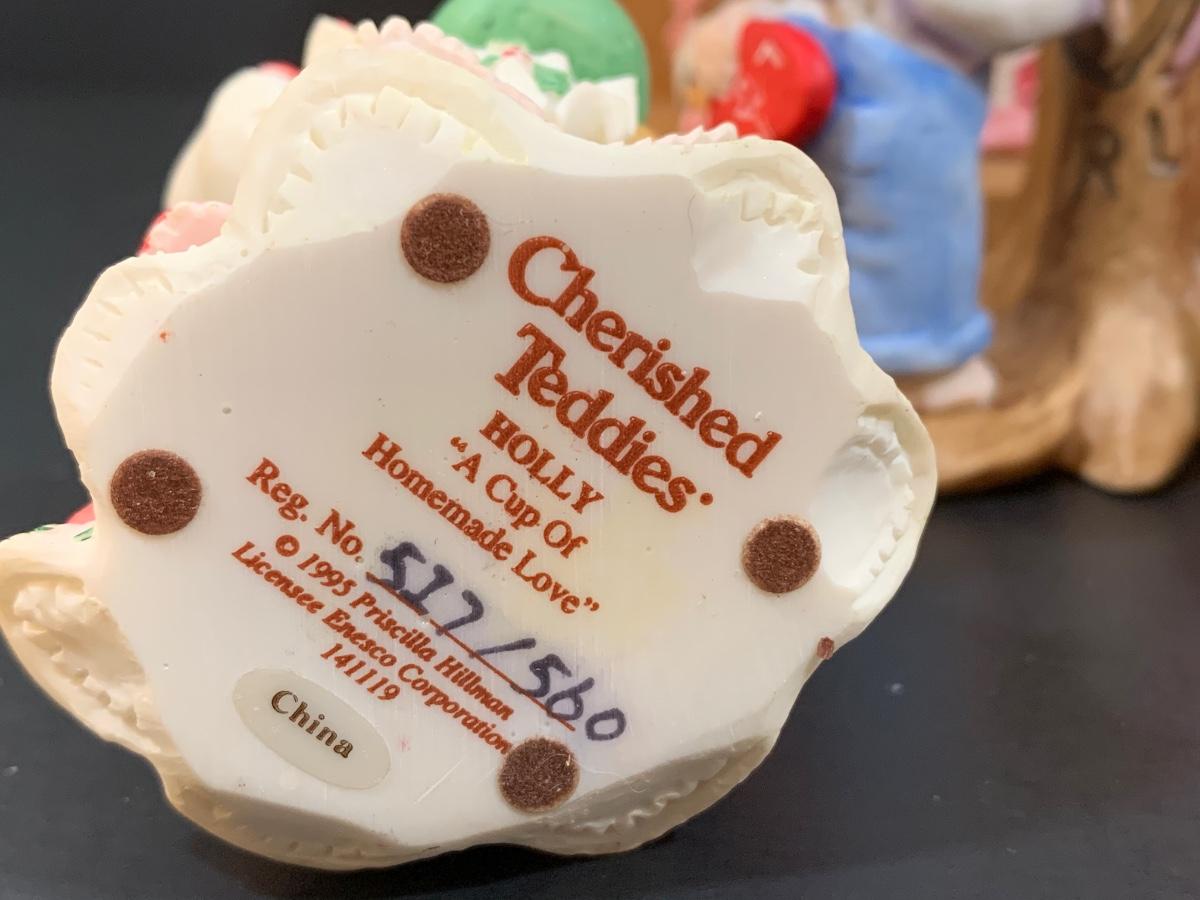 Cherished
Teddies®
HOLLY
“A Cup Of
Homemade Love”
Reg. No. 517/560
© 1995 Priscilla Hillman
Licensee Enesco Corporation
141119
China
R L